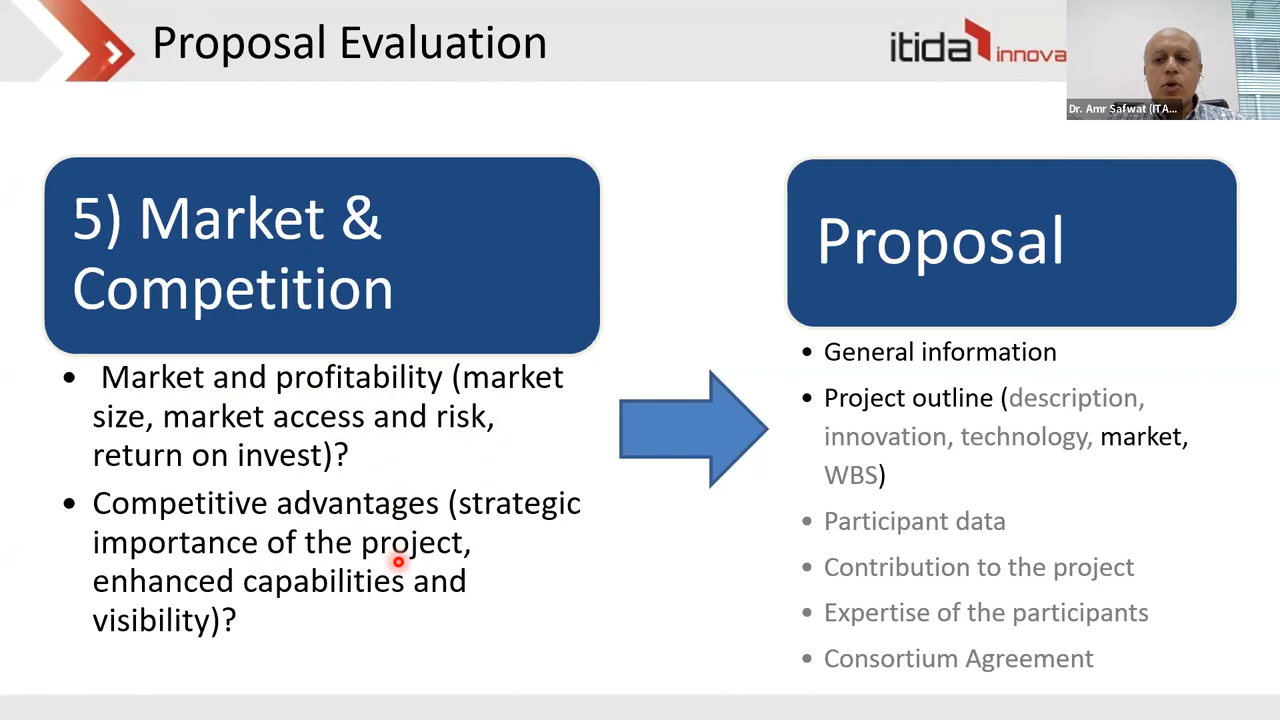 Proposal Evaluation
itida innova
Dr. Amr Safwat (ITA...
5) Market &
Competition
• Market and profitability (market
size, market access and risk,
return on invest)?
• Competitive advantages (strategic
importance of the project,
enhanced capabilities and
visibility)?
Proposal
• General information
• Project outline (description,
innovation, technology, market,
WBS)
• Participant data
• Contribution to the project
• Expertise of the participants
• Consortium Agreement